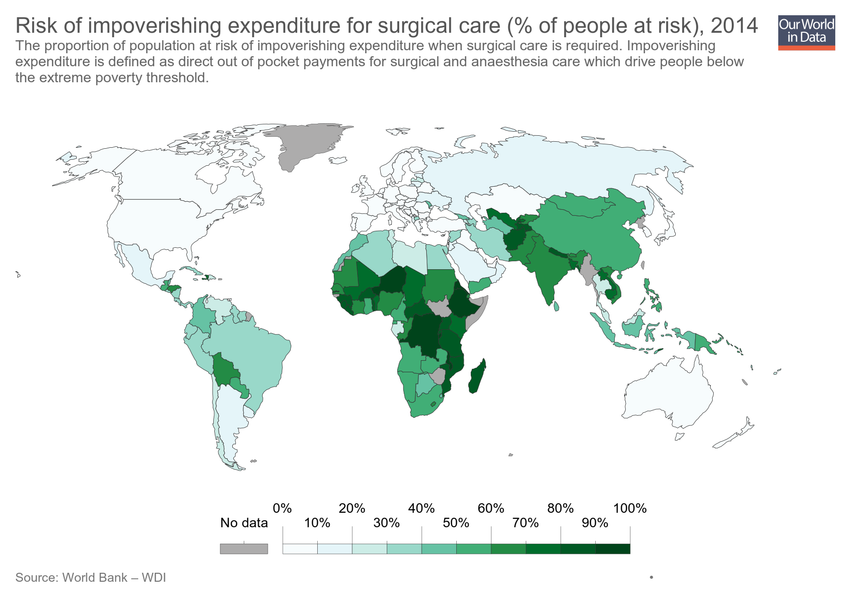 Risk of impoverishing expenditure for surgical care (% of people at risk), 2014
Our World
in Data
The proportion of population at risk of impoverishing expenditure when surgical care is required. Impoverishing
expenditure is defined as direct out of pocket payments for surgical and anaesthesia care which drive people below
the extreme poverty threshold.
0% 20% 40% 60% 80% 100%
No data 10% 30% 50% 70% 90%
Source: World Bank – WDI